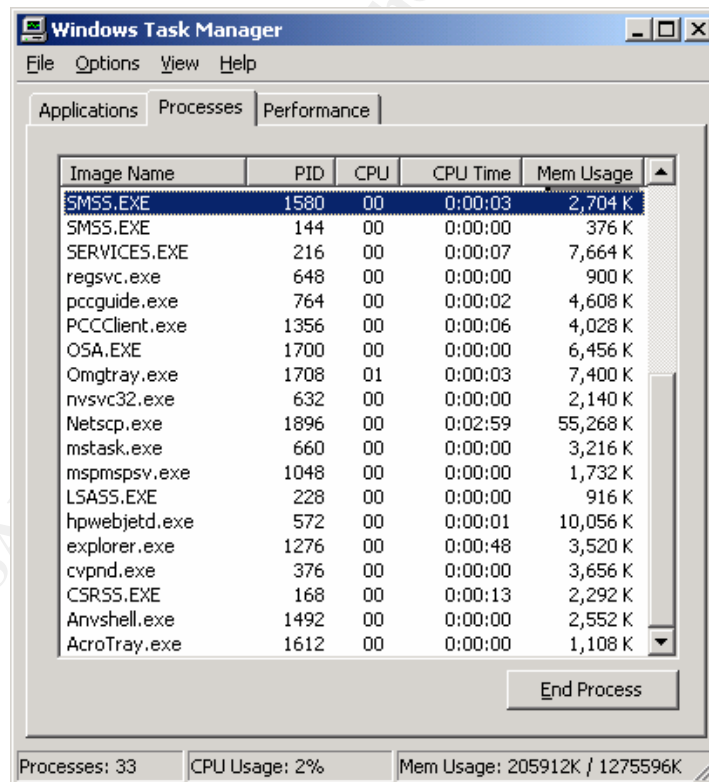 Windows Task Manager
File Options View Help
Applications Processes Performance
Image Name PID CPU CPU Time Mem Usage
SMSS.EXE 1580 00 0:00:03 2,704 K
SMSS.EXE 144 00 0:00:00 376 K
SERVICES.EXE 216 00 0:00:07 7,664 K
regsvc.exe 648 00 0:00:00 900 K
pccguide.exe 764 00 0:00:02 4,608 K
PCCClient.exe 1356 00 0:00:06 4,028 K
OSA.EXE 1700 00 0:00:00 6,456 K
Omgtray.exe 1708 01 0:00:03 7,400 K
nvsvc32.exe 632 00 0:00:00 2,140 K
Netscp.exe 1896 00 0:02:59 55,268 K
mstask.exe 660 00 0:00:00 3,216 K
mspmspsv.exe 1048 00 0:00:00 1,732 K
LSASS.EXE 228 00 0:00:00 916 K
hpwebjetd.exe 572 00 0:00:01 10,056 K
explorer.exe 1276 00 0:00:48 3,520 K
cvpnd.exe 376 00 0:00:00 3,656 K
CSRSS.EXE 168 00 0:00:13 2,292 K
Anvshell.exe 1492 00 0:00:00 2,552 K
AcroTray.exe 1612 00 0:00:00 1,108 K
End Process
Processes: 33 CPU Usage: 2% Mem Usage: 205912K / 1275596K